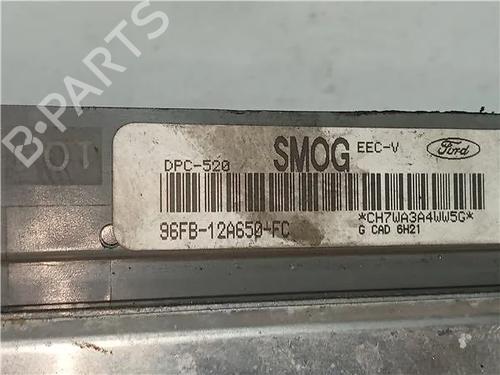 B-PARTS
SMOG
EEC-V
Ford
DPC-520
96FB-12A650-FC
*CH7WA3A4WW5G*
G CAD 6H21